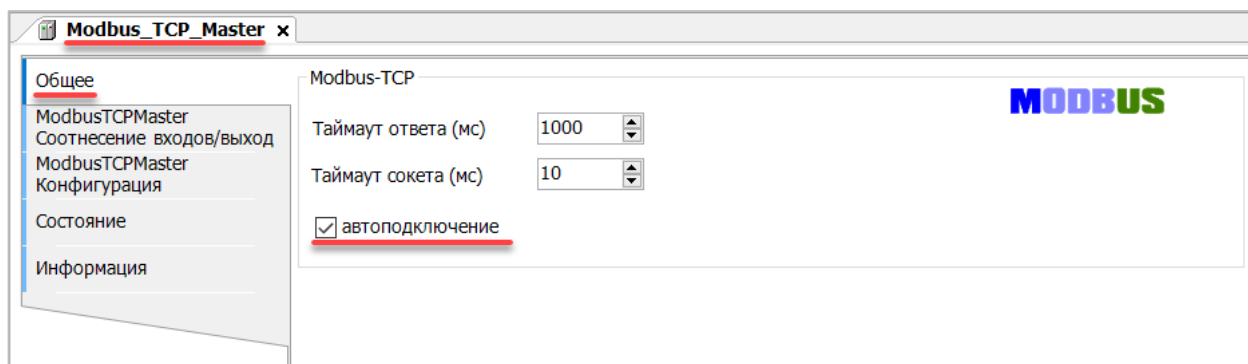 Modbus_TCP_Master x
Общее
ModbusTCPMaster
Соотнесение входов/выход
ModbusTCPMaster
Конфигурация
Состояние
Информация
Modbus-TCP
MODBUS
Таймаут ответа (мс) 1000
Таймаут сокета (мс) 10
автоподключение